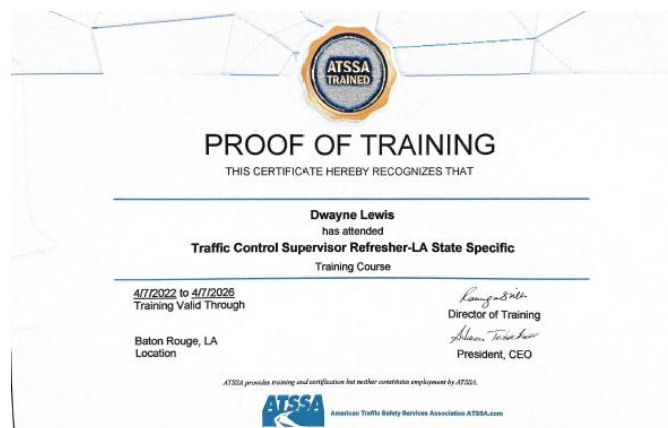 ATSSA
TRAINED
PROOF OF TRAINING
THIS CERTIFICATE HEREBY RECOGNIZES THAT
Dwayne Lewis
has attended
Traffic Control Supervisor Refresher-LA State Specific
Training Course
4/7/2022 to 4/7/2026
Training Valid Through
Director of Training
Baton Rouge, LA
Location
President, CEO
ATSSA provides training and certification but neither constitutes employment by ATSSA.
ATSSA
American Traffic Safety Services Association ATSSA.com